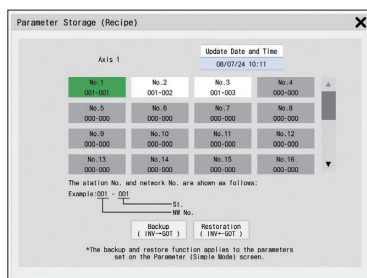 Parameter Storage (Recipe)
Axis 1
Update Date and Time
08/07/24 10:11
No.1 No.2 No.3 No.4
001-001 001-002 001-003 000-000
No.5 No.6 No.7 No.8
000-000 000-000 000-000 000-000
No.9 No.10 No.11 No.12
000-000 000-000 000-000 000-000
No.13 No.14 No.15 No.16
000-000 000-000 000-000 000-000
The station No. and network No. are shown as follows:
Example:001 - 001
St.
NW No.
Backup Restoration
( INV→GOT ) ( INV←GOT )
*The backup and restore function applies to the parameters
set on the Parameter (Simple Mode) screen.